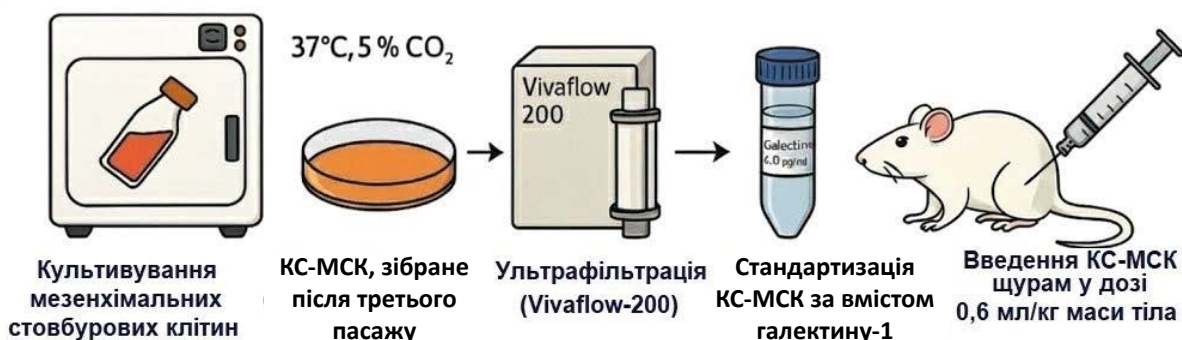 37°C, 5 % CO₂
Vivaflow
200
Galectine
6.0 pg/ml
Культивування
мезенхімальних
стовбурових клітин
КС-МСК, зібране
після третього
пасажу
Ультрафільтрація
(Vivaflow-200)
Стандартизація
КС-МСК за вмістом
галектину-1
Введення КС-МСК
щурам у дозі
0,6 мл/кг маси тіла